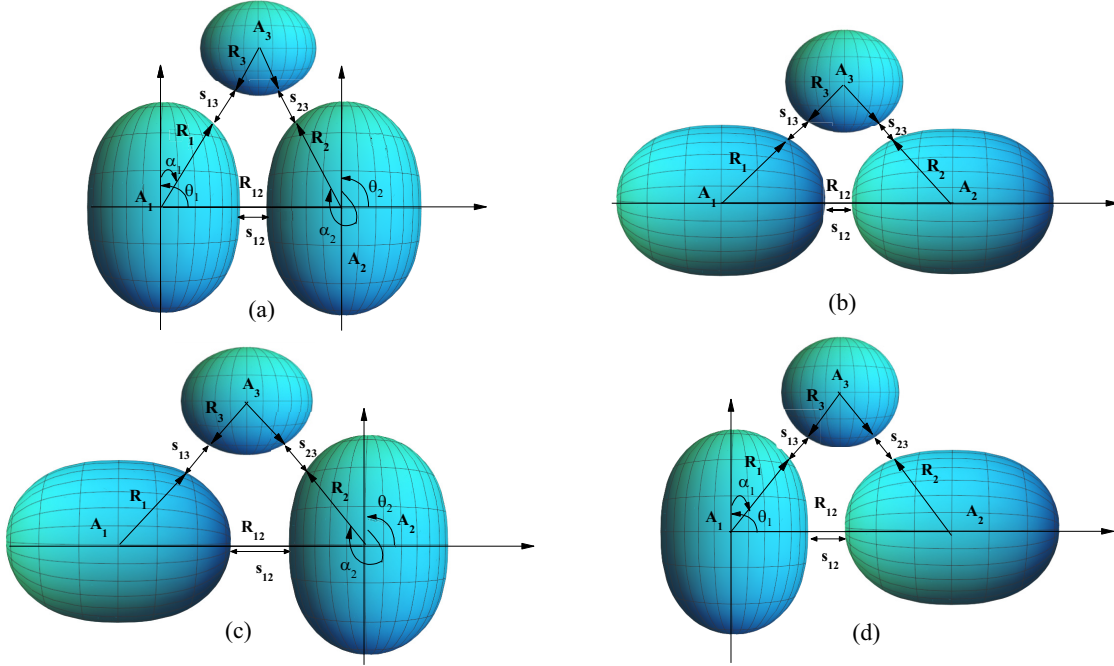 A3
R3
s13 s23
R1 R2
α1 θ1 R12 θ2
A1 α2
s12
A2
(a)
A3
R3
s13 s23
R1 R2
R12
A1 A2
s12
(b)
A3
R3
s13 s23
R1 R2
θ2
A1 R12 A2
s12 α2
(c)
A3
R3
s13 s23
R1 R2
α1 R12
A1 θ1 A2
s12
(d)